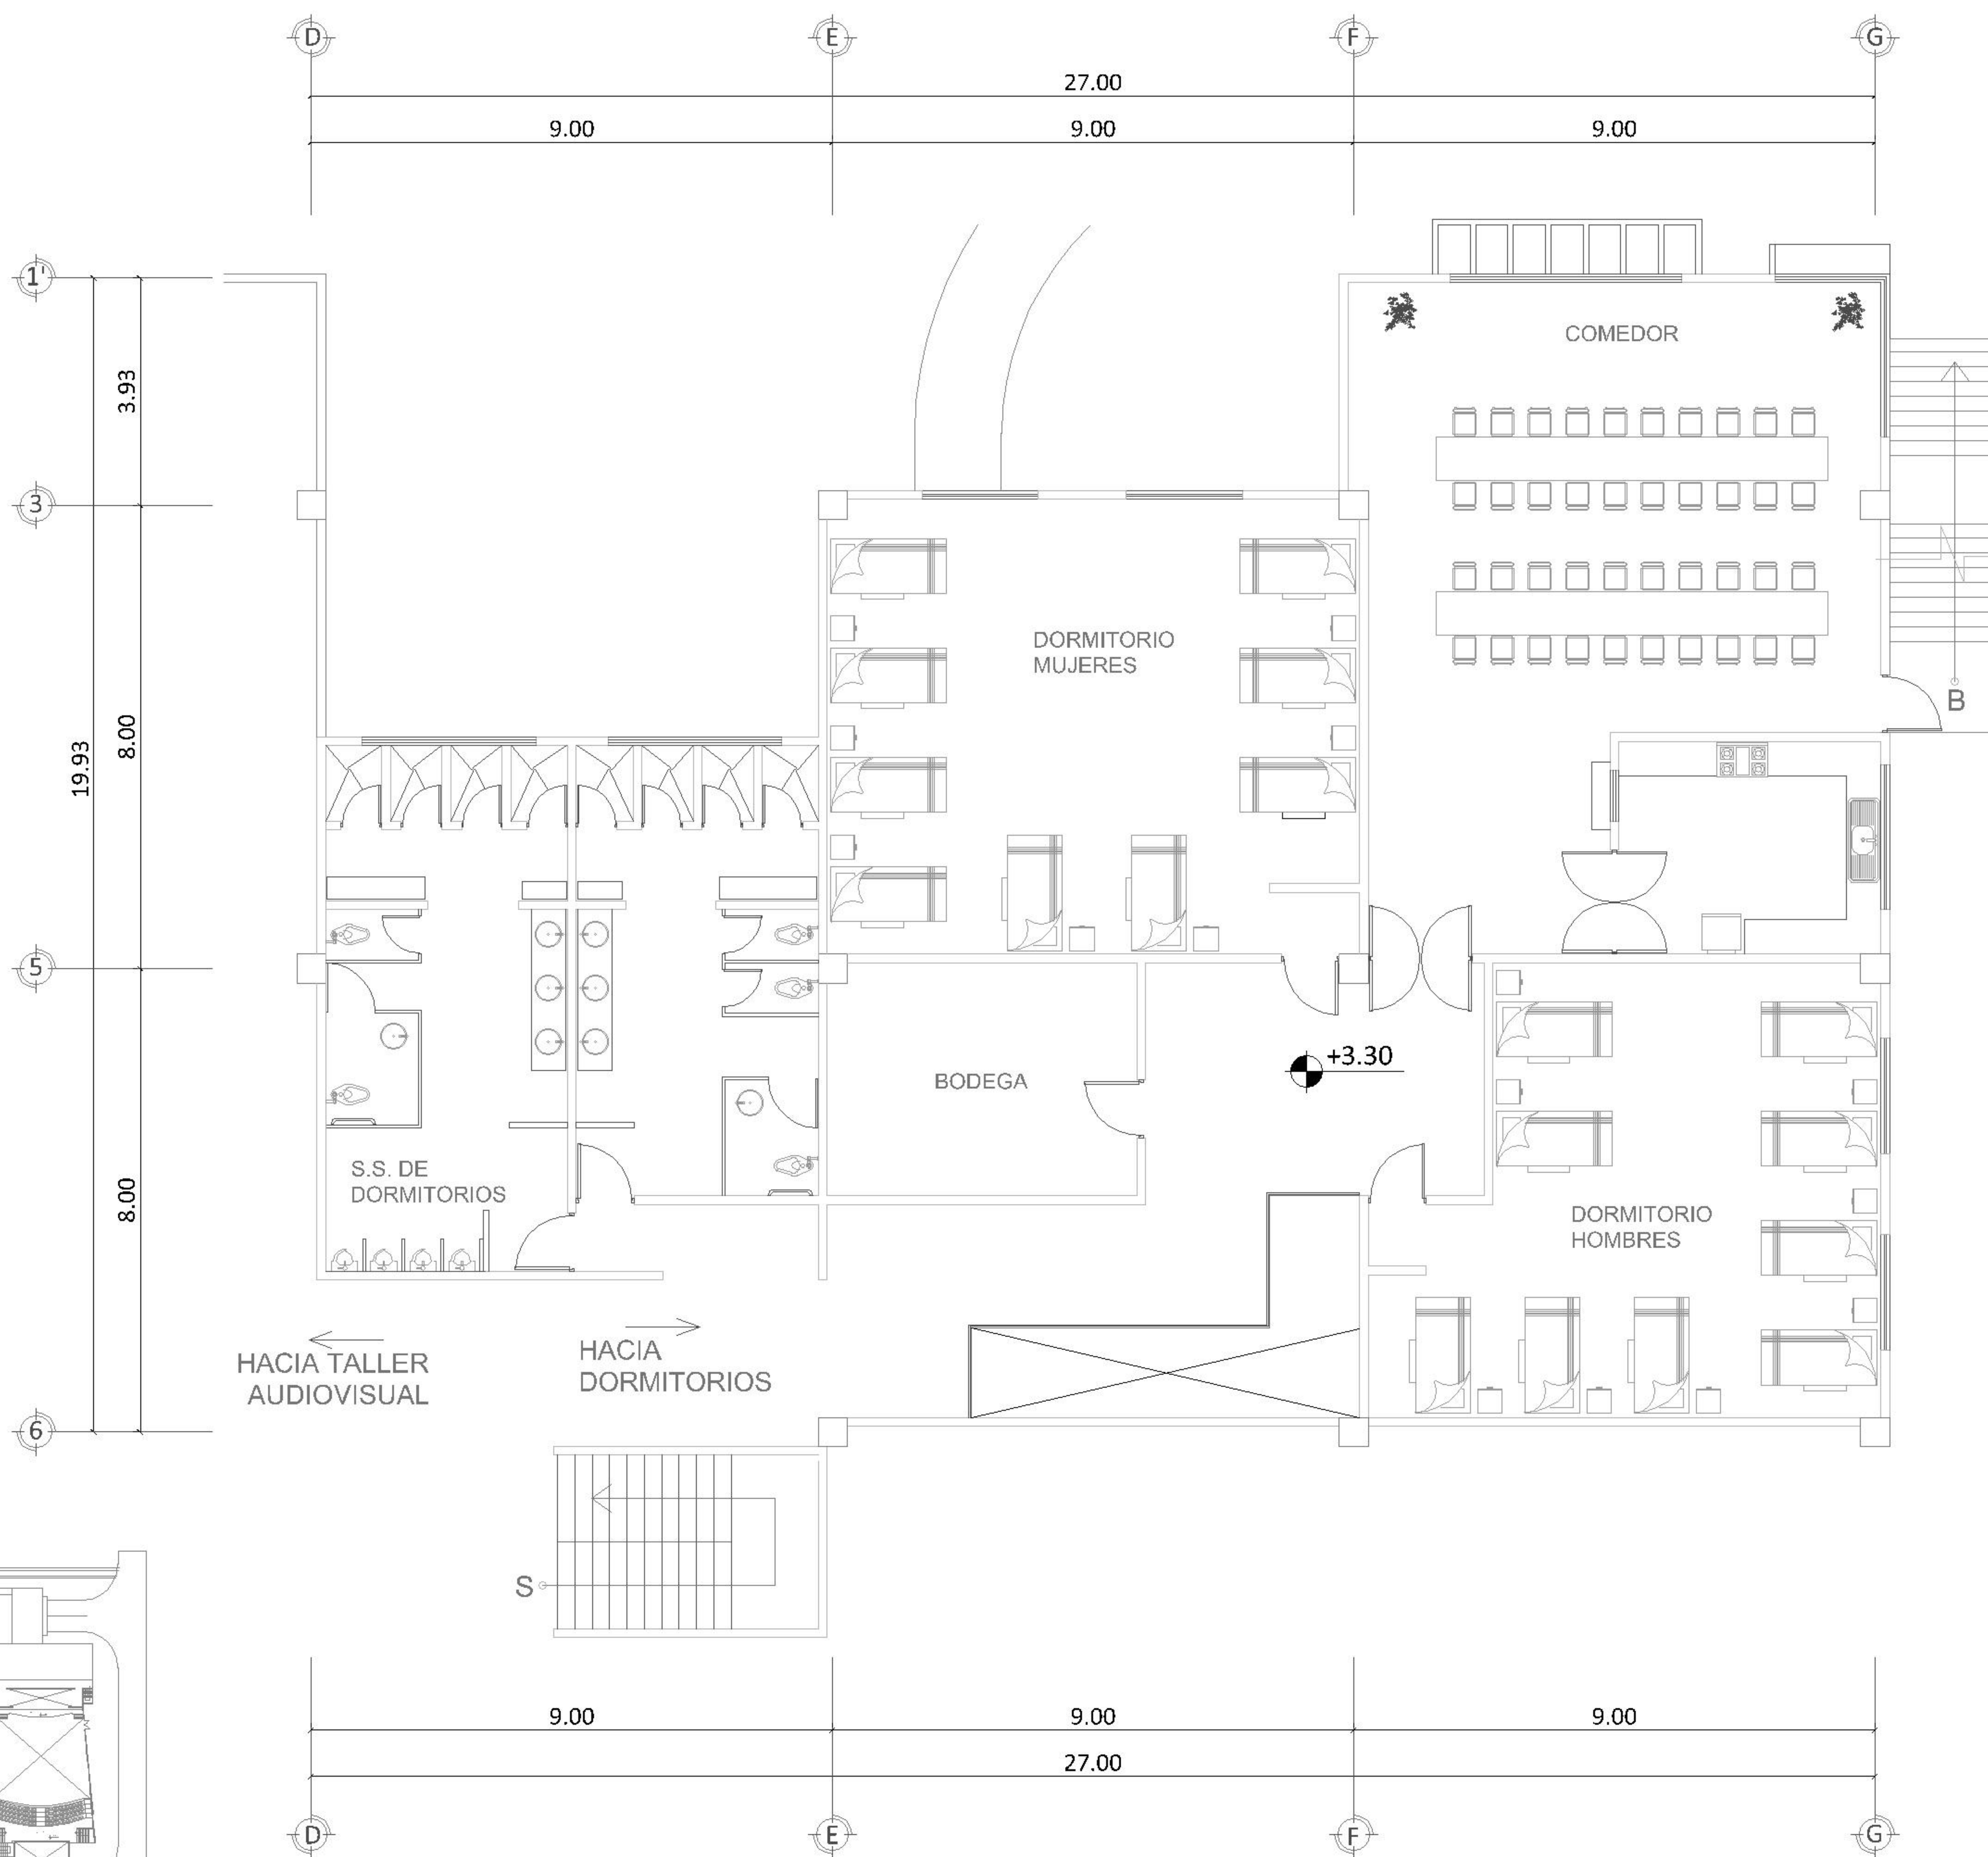 D
E
F
G
27.00
9.00
9.00
9.00
1'
3.93
COMEDOR
3
DORMITORIO
MUJERES
B
8.00
19.93
5
+3.30
BODEGA
S.S. DE
DORMITORIOS
8.00
DORMITORIO
HOMBRES
HACIA TALLER
AUDIOVISUAL
HACIA
DORMITORIOS
6
S
9.00
9.00
9.00
27.00
D
E
F
G